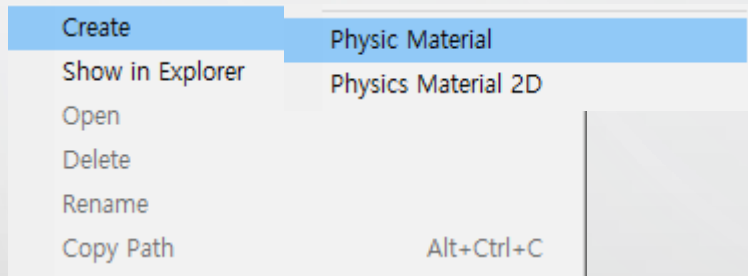 Create
Physic Material
Show in Explorer
Physics Material 2D
Open
Delete
Rename
Copy Path Alt+Ctrl+C